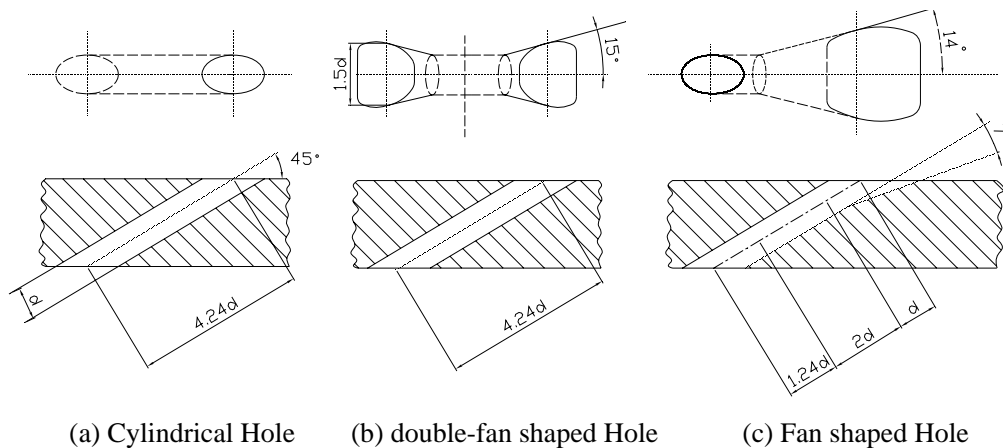 1.5d
15°
14°
45°
d
4.24d
4.24d
1.24d
2d
d
(a) Cylindrical Hole (b) double-fan shaped Hole (c) Fan shaped Hole